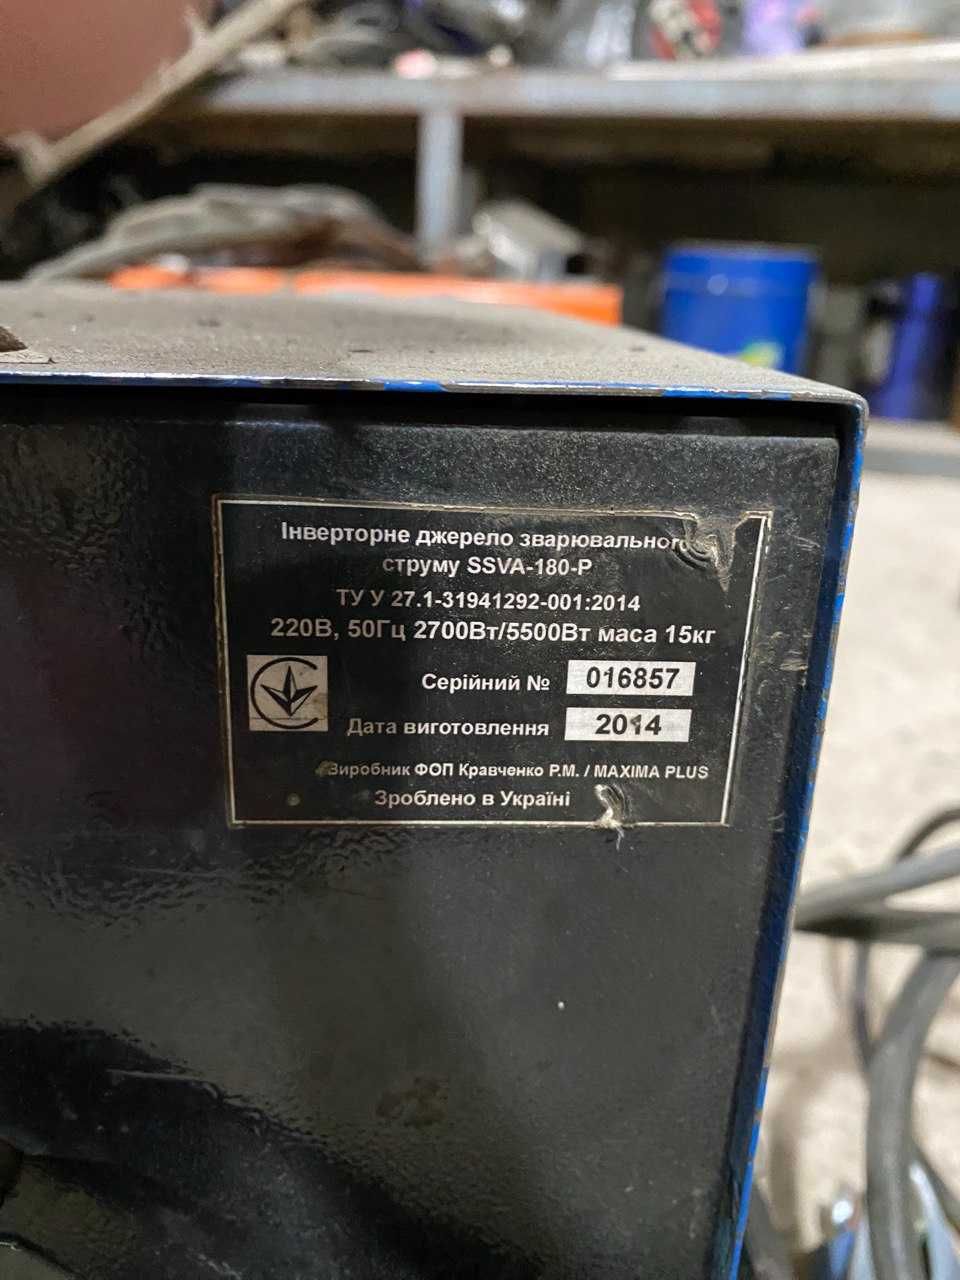 Інверторне джерело зварювального
струму SSVA-180-P
ТУ У 27.1-31941292-001:2014
220В, 50Гц 2700Вт/5500Вт маса 15кг
Серійний № 016857
Дата виготовлення 2014
Виробник ФОП Кравченко Р.М. / MAXIMA PLUS
Зроблено в Україні